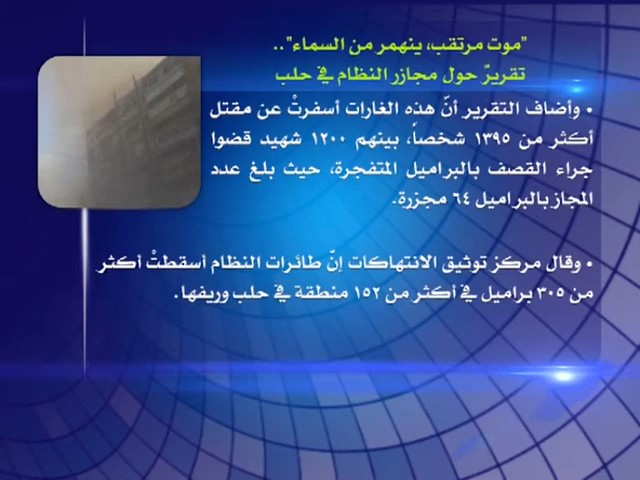 "موت مرتقب، ينهمر من السماء"..
تقريرٌ حول مجازر النظام في حلب
• وأضاف التقرير أنّ هذه الغارات أسفرتْ عن مقتل
أكثر من ١٣٩٥ شخصاً، بينهم ١٢٠٠ شهيد قضوا
جراء القصف بالبراميل المتفجرة، حيث بلغ عدد
المجاز بالبراميل ٦٤ مجزرة.
• وقال مركز توثيق الانتهاكات إنّ طائرات النظام أسقطتْ أكثر
من ٣٠٥ براميل في أكثر من ١٥٢ منطقة في حلب وريفها.